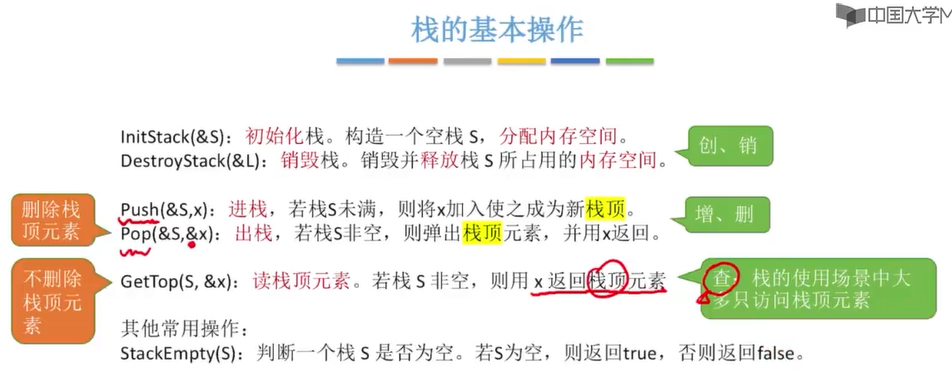 中国大学M
栈的基本操作
InitStack(&S)：初始化栈。构造一个空栈 S，分配内存空间。
DestroyStack(&L)：销毁栈。销毁并释放栈 S 所占用的内存空间。
创、销
删除栈
顶元素
Push(&S,x)：进栈，若栈S未满，则将x加入使之成为新栈顶。
Pop(&S,&x)：出栈，若栈S非空，则弹出栈顶元素，并用x返回。
增、删
不删除
栈顶元
素
GetTop(S, &x)：读栈顶元素。若栈 S 非空，则用 x 返回栈顶元素
查：栈的使用场景中大
多只访问栈顶元素
其他常用操作：
StackEmpty(S)：判断一个栈 S 是否为空。若S为空，则返回true，否则返回false。